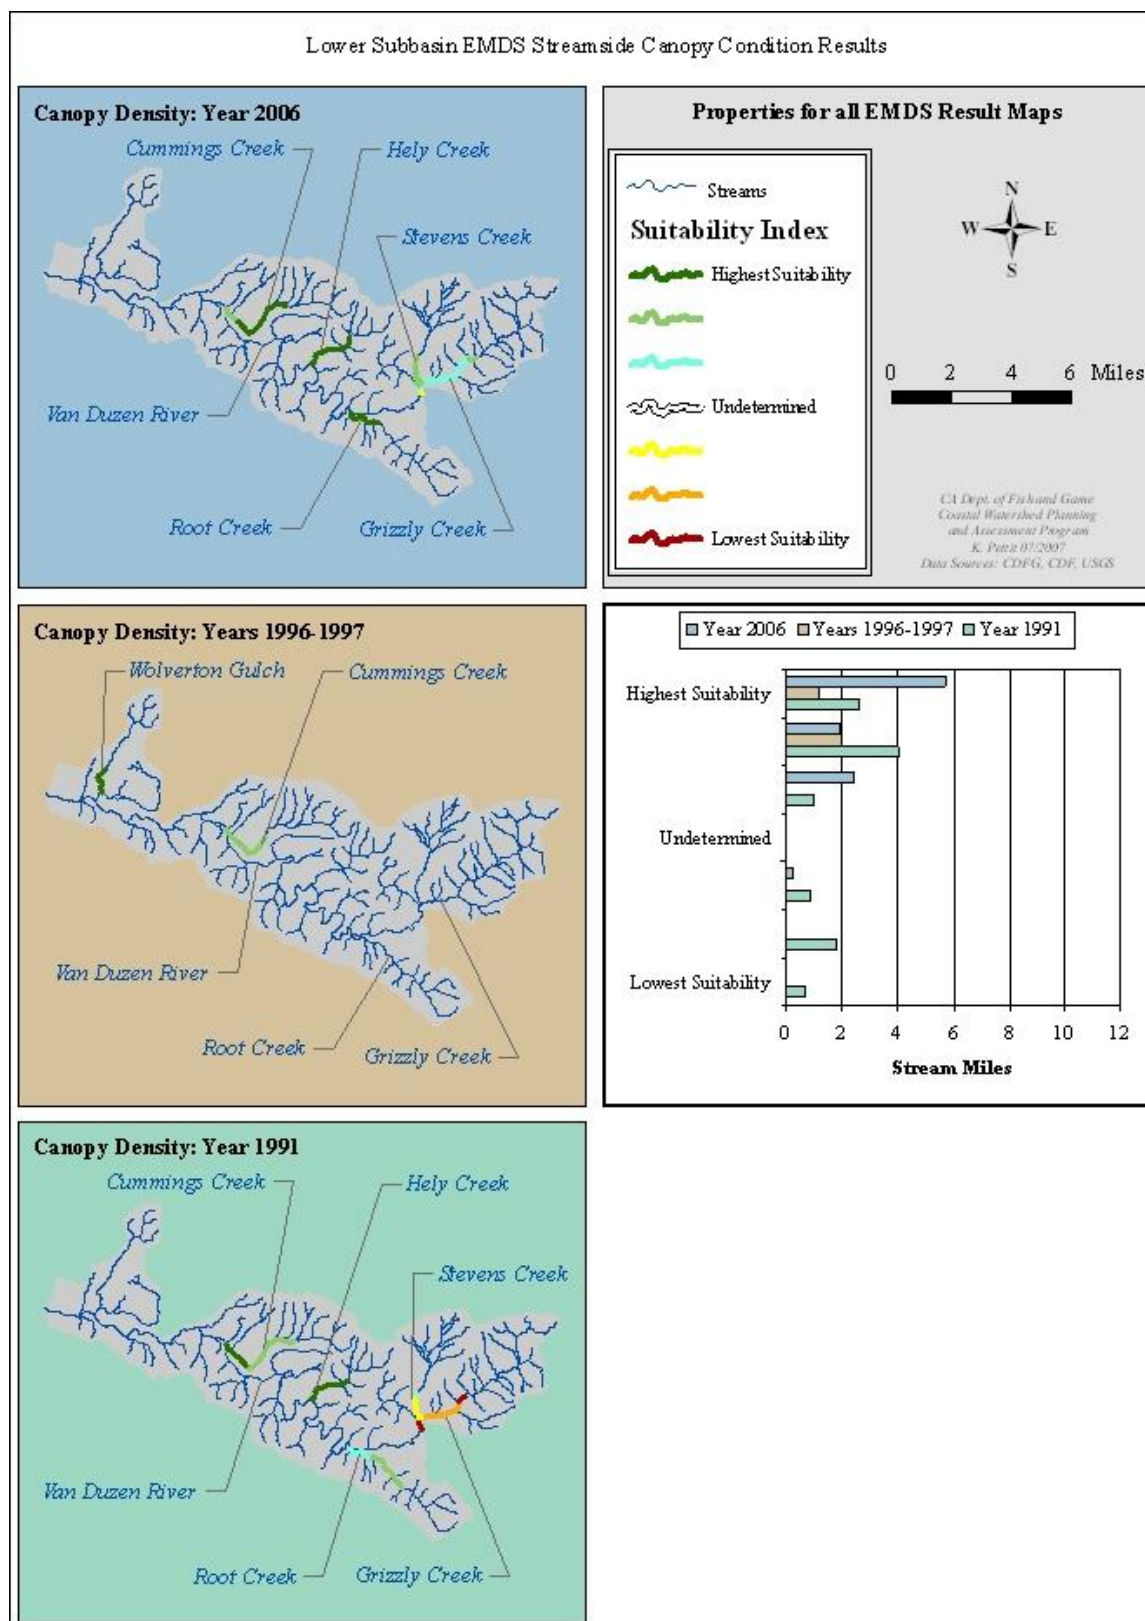 Lower Subbasin EMDS Streamside Canopy Condition Results
Canopy Density: Year 2006
Cummings Creek
Hely Creek
Stevens Creek
Van Duzen River
Root Creek
Grizzly Creek
Properties for all EMDS Result Maps
Streams
Suitability Index
Highest Suitability
Undetermined
Lowest Suitability
N
W E
S
0 2 4 6 Miles
CA Dept. of Fish and Game
Coastal Watershed Planning
and Assessment Program
K. Pettit 07/2007
Data Sources: CDFG, CDF, USGS
Canopy Density: Years 1996-1997
Wolverton Gulch
Cummings Creek
Van Duzen River
Root Creek
Grizzly Creek
Year 2006 Years 1996-1997 Year 1991
Highest Suitability
Undetermined
Lowest Suitability
0 2 4 6 8 10 12
Stream Miles
Canopy Density: Year 1991
Cummings Creek
Hely Creek
Stevens Creek
Van Duzen River
Root Creek
Grizzly Creek